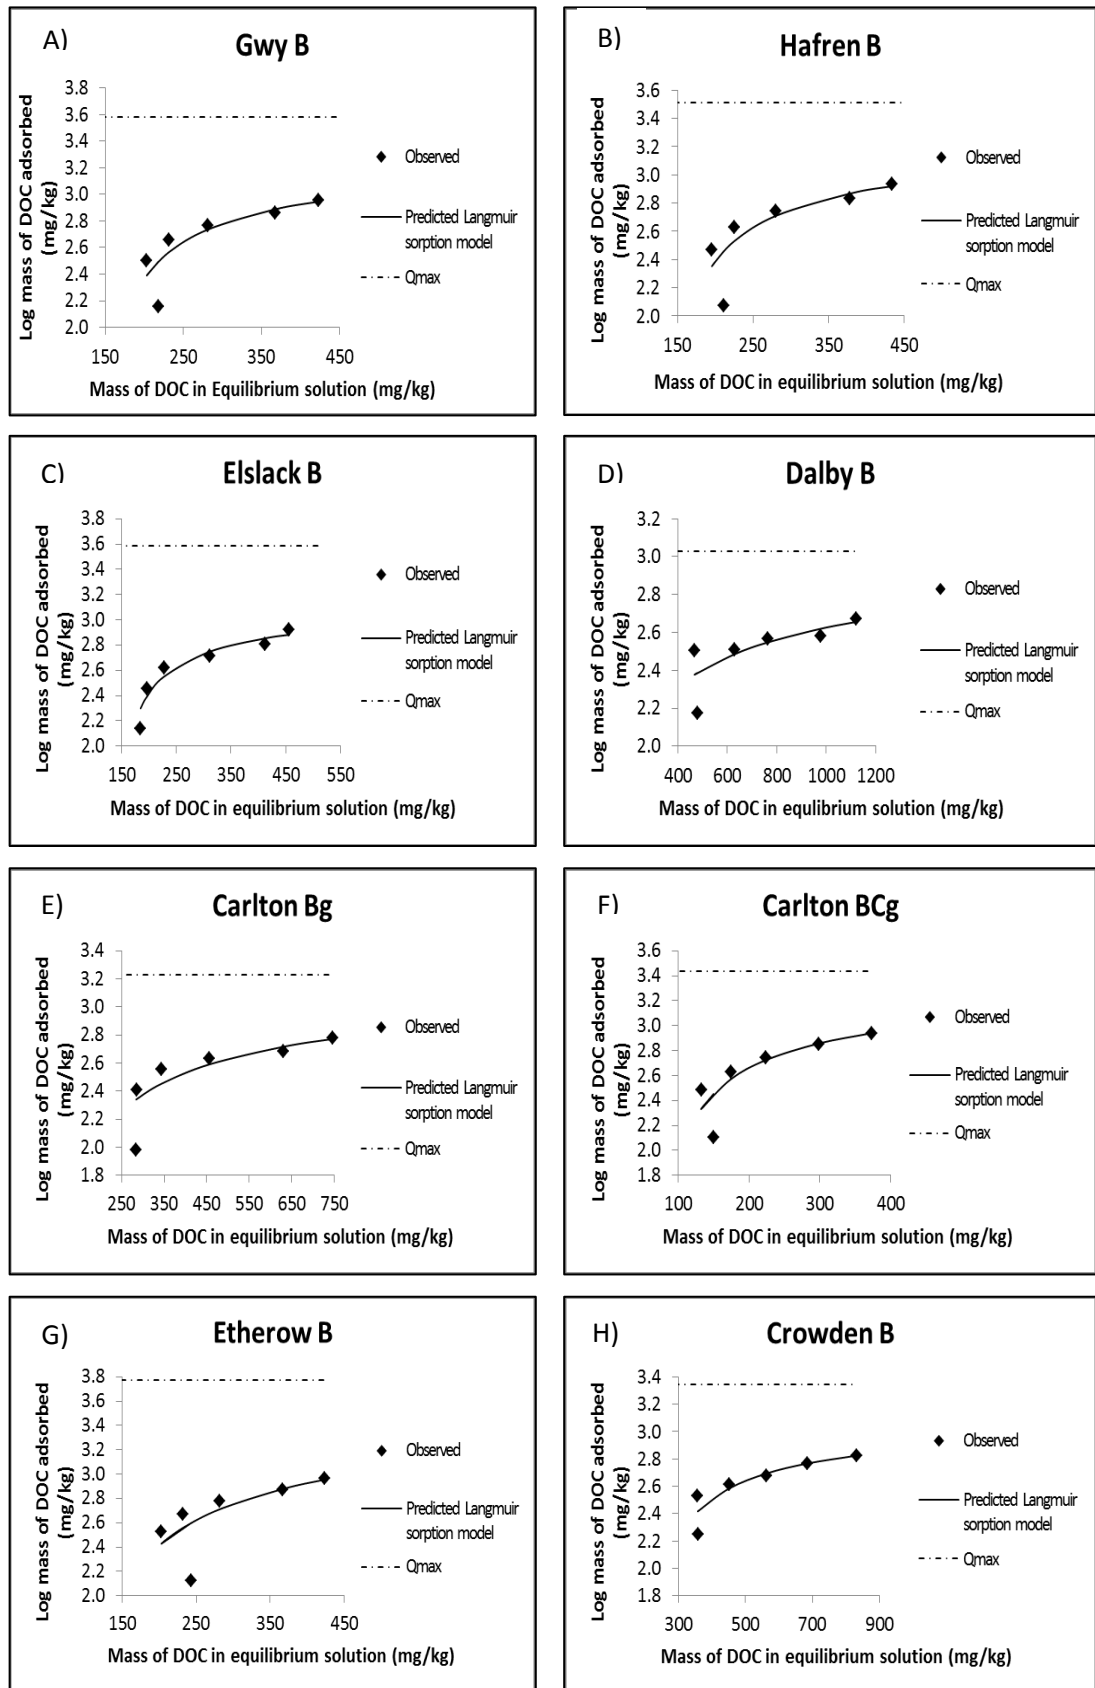 A)
Gwy B
Log mass of DOC adsorbed
(mg/kg)
3.8
3.6
3.4
3.2
3.0
2.8
2.6
2.4
2.2
2.0
150 250 350 450
Mass of DOC in Equilibrium solution (mg/kg)
Observed
Predicted Langmuir
sorption model
Qmax
B)
Hafren B
Log mass of DOC adsorbed
(mg/kg)
3.6
3.4
3.2
3.0
2.8
2.6
2.4
2.2
2.0
150 250 350 450
Mass of DOC in equilibrium solution (mg/kg)
Observed
Predicted Langmuir
sorption model
Qmax
C)
Elslack B
Log mass of DOC adsorbed
(mg/kg)
3.8
3.6
3.4
3.2
3.0
2.8
2.6
2.4
2.2
2.0
150 250 350 450 550
Mass of DOC in equilibrium solution (mg/kg)
Observed
Predicted Langmuir
sorption model
Qmax
D)
Dalby B
Log mass of DOC adsorbed
(mg/kg)
3.2
3.0
2.8
2.6
2.4
2.2
2.0
400 600 800 1000 1200
Mass of DOC in equilibrium solution (mg/kg)
Observed
Predicted Langmuir
sorption model
Qmax
E)
Carlton Bg
Log mass of DOC adsorbed
(mg/kg)
3.4
3.2
3.0
2.8
2.6
2.4
2.2
2.0
1.8
250 350 450 550 650 750
Mass of DOC in equilibrium solution (mg/kg)
Observed
Predicted Langmuir
sorption model
Qmax
F)
Carlton BCg
Log mass of DOC adsorbed
(mg/kg)
3.6
3.4
3.2
3.0
2.8
2.6
2.4
2.2
2.0
1.8
100 200 300 400
Mass of DOC in equilibrium solution (mg/kg)
Observed
Predicted Langmuir
sorption model
Qmax
G)
Etherow B
Log mass of DOC adsorbed
(mg/kg)
3.8
3.6
3.4
3.2
3.0
2.8
2.6
2.4
2.2
2.0
150 250 350 450
Mass of DOC in equilibrium solution (mg/kg)
Observed
Predicted Langmuir
sorption model
Qmax
H)
Crowden B
Log mass of DOC adsorbed
(mg/kg)
3.4
3.2
3.0
2.8
2.6
2.4
2.2
2.0
1.8
300 500 700 900
Mass of DOC in equilibrium solution (mg/kg)
Observed
Predicted Langmuir
sorption model
Qmax